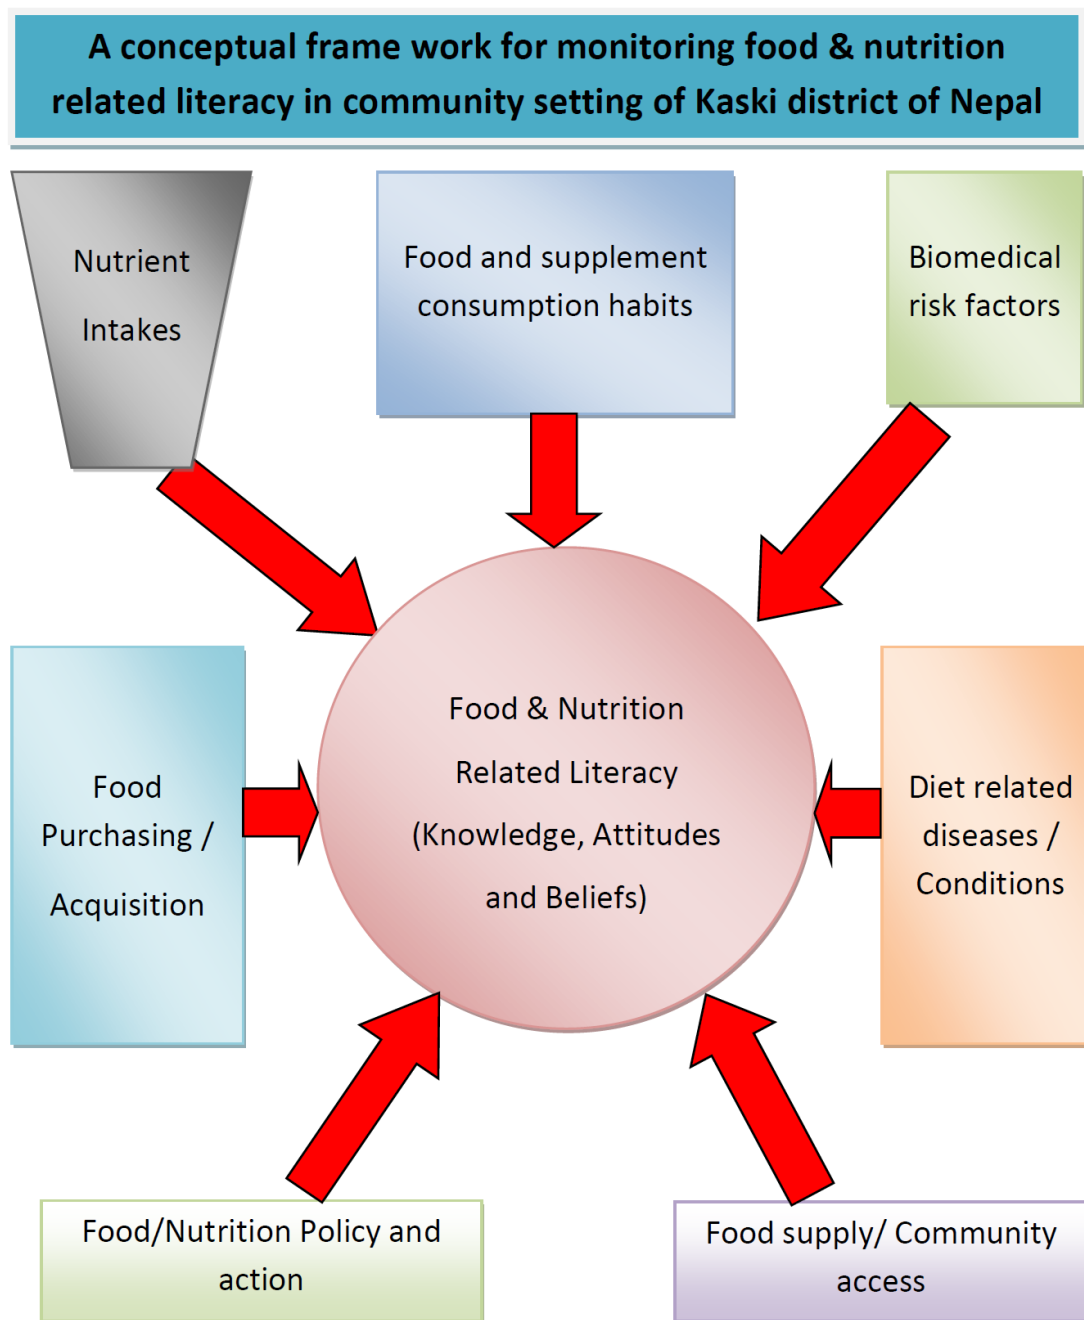 A conceptual frame work for monitoring food & nutrition
related literacy in community setting of Kaski district of Nepal
Nutrient
Intakes
Food and supplement
consumption habits
Biomedical
risk factors
Food & Nutrition
Related Literacy
(Knowledge, Attitudes
and Beliefs)
Food
Purchasing /
Acquisition
Diet related
diseases /
Conditions
Food/Nutrition Policy and
action
Food supply/ Community
access